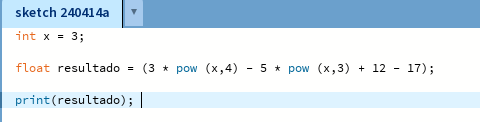 sketch 240414a
▼
int x = 3;
float resultado = (3 * pow (x,4) - 5 * pow (x,3) + 12 - 17);
print(resultado);